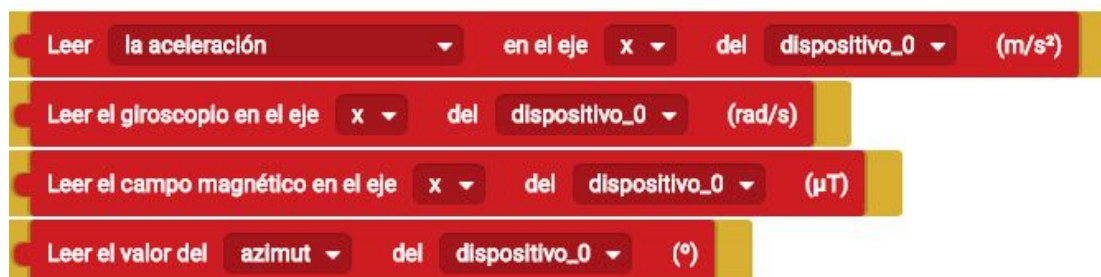 Leer la aceleración en el eje x del dispositivo_0 (m/s²)
Leer el giroscopio en el eje x del dispositivo_0 (rad/s)
Leer el campo magnético en el eje x del dispositivo_0 (µT)
Leer el valor del azimut del dispositivo_0 (º)